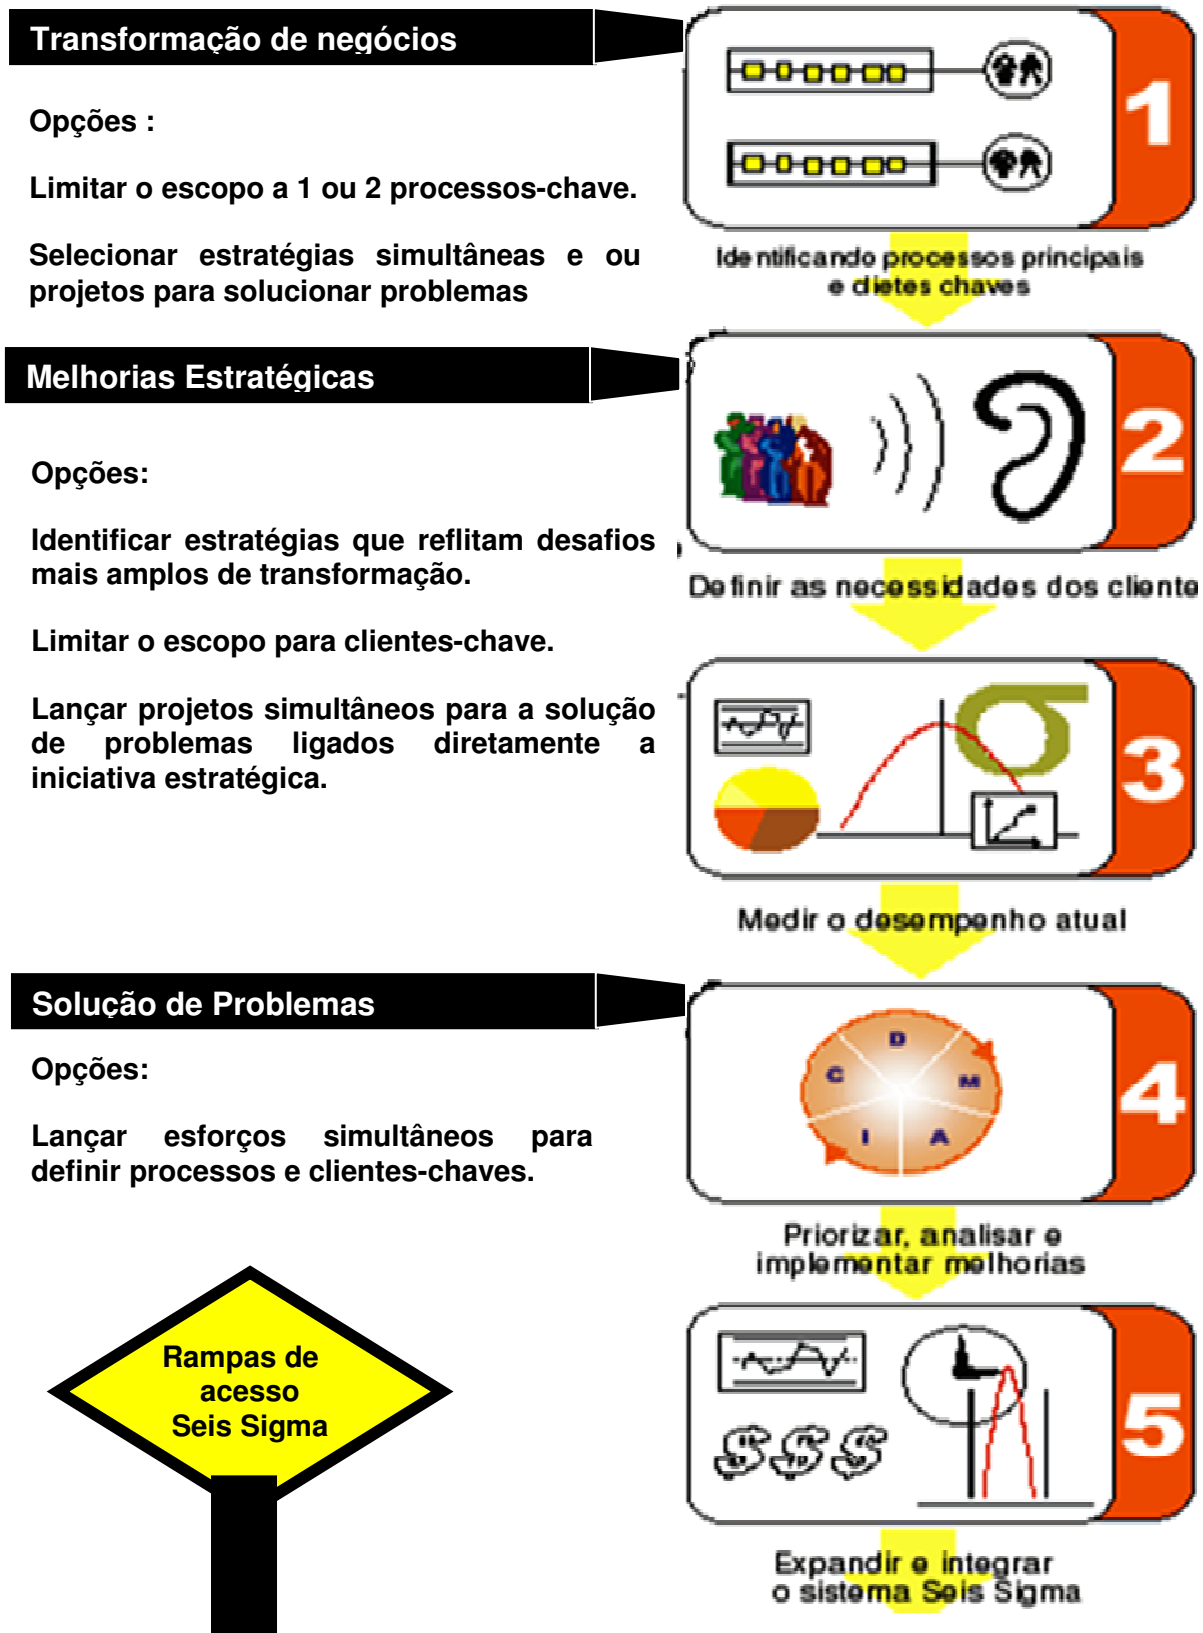 Transformação de negócios
Opções :
Limitar o escopo a 1 ou 2 processos-chave.
Selecionar estratégias simultâneas e ou
projetos para solucionar problemas
1
Identificando processos principais
e dietes chaves
Melhorias Estratégicas
Opções:
Identificar estratégias que reflitam desafios
mais amplos de transformação.
Limitar o escopo para clientes-chave.
Lançar projetos simultâneos para a solução
de problemas ligados diretamente a
iniciativa estratégica.
2
Definir as necessidades dos cliente
σ
3
Medir o desempenho atual
Solução de Problemas
Opções:
Lançar esforços simultâneos para
definir processos e clientes-chaves.
D
M
A
I
C
4
Priorizar, analisar e
implementar melhorias
Rampas de
acesso
Seis Sigma
5
Expandir e integrar
o sistema Seis Sigma